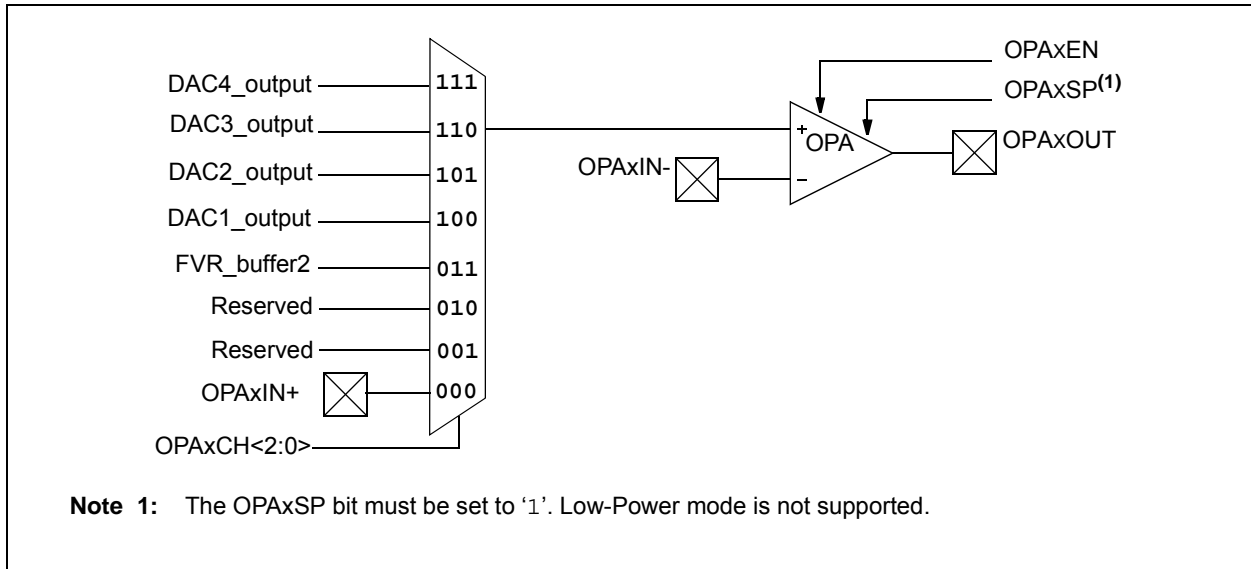 OPAxEN
OPAxSP(1)
DAC4_output
111
DAC3_output
110
DAC2_output
101
DAC1_output
100
FVR_buffer2
011
Reserved
010
Reserved
001
OPAxIN+
000
OPAxCH<2:0>
+
OPA
−
OPAxIN-
OPAxOUT
Note 1: The OPAxSP bit must be set to ‘1’. Low-Power mode is not supported.